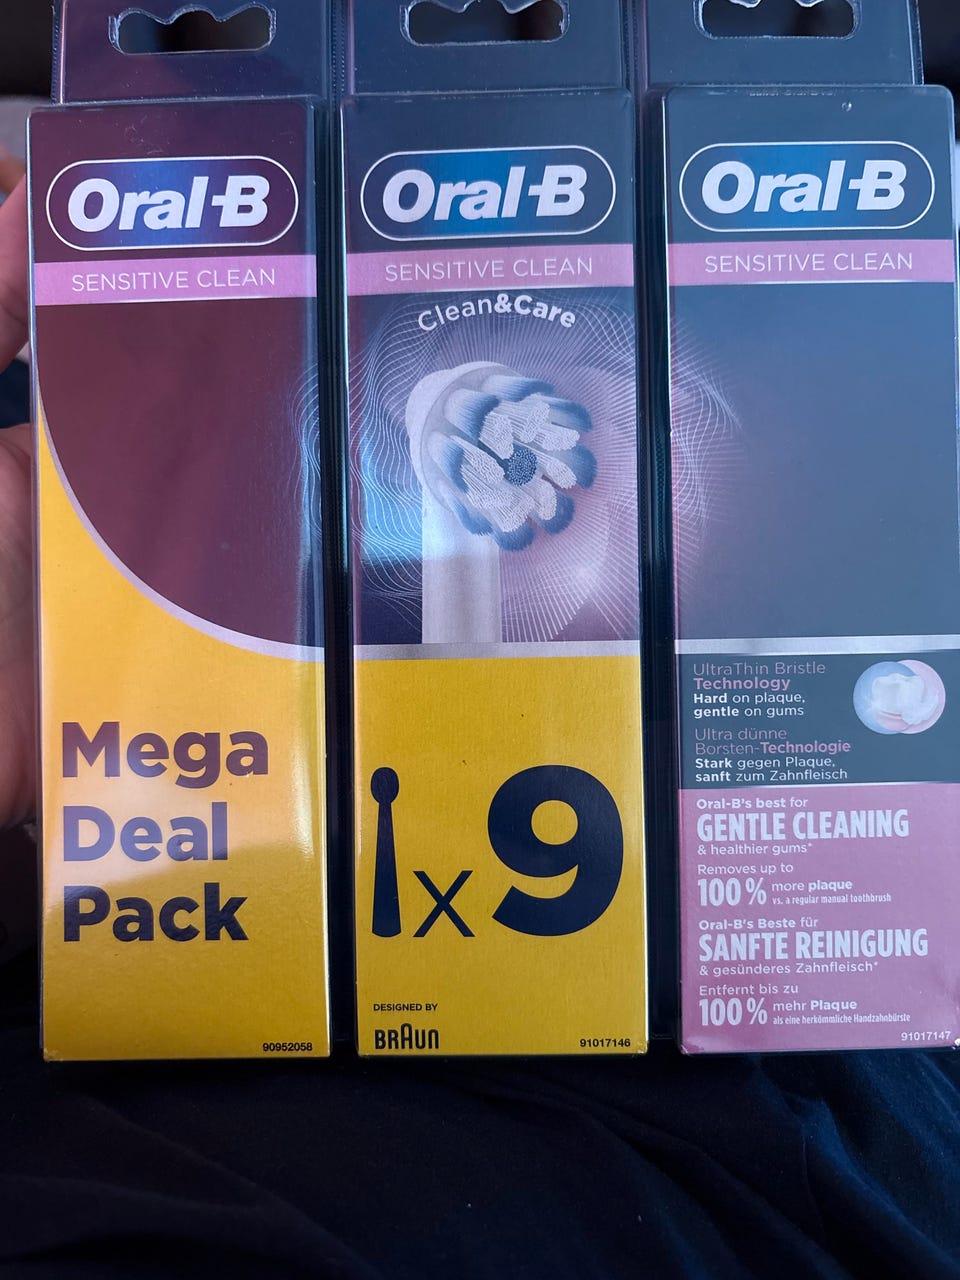 Oral-B
SENSITIVE CLEAN
Mega
Deal
Pack
90952058
Oral-B
SENSITIVE CLEAN
Clean&Care
x9
DESIGNED BY
BRAUN
91017146
Oral-B
SENSITIVE CLEAN
UltraThin Bristle
Technology
Hard on plaque,
gentle on gums
Ultra dünne
Borsten-Technologie
Stark gegen Plaque,
sanft zum Zahnfleisch
Oral-B's best for
GENTLE CLEANING
& healthier gums*
Removes up to
100% more plaque
vs. a regular manual toothbrush
Oral-B's Beste für
SANFTE REINIGUNG
& gesünderes Zahnfleisch*
Entfernt bis zu
100% mehr Plaque
als eine herkömmliche Handzahnbürste
91017147